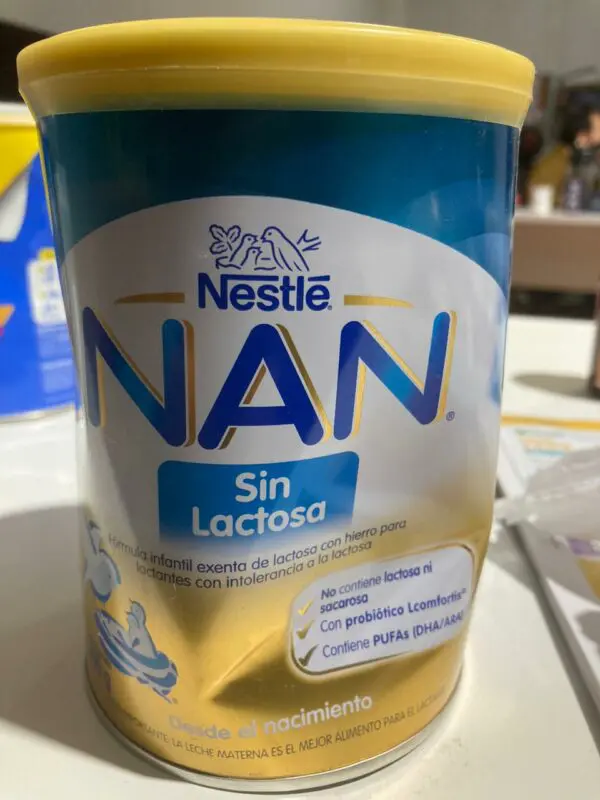 Nestlé
NAN®
Sin
Lactosa
Fórmula infantil exenta de lactosa con hierro para
lactantes con intolerancia a la lactosa
No contiene lactosa ni
sacarosa
Con probiótico Lcomfortis
Contiene PUFAs (DHA/ARA)
Desde el nacimiento
LA LECHE MATERNA ES EL MEJOR ALIMENTO PARA EL